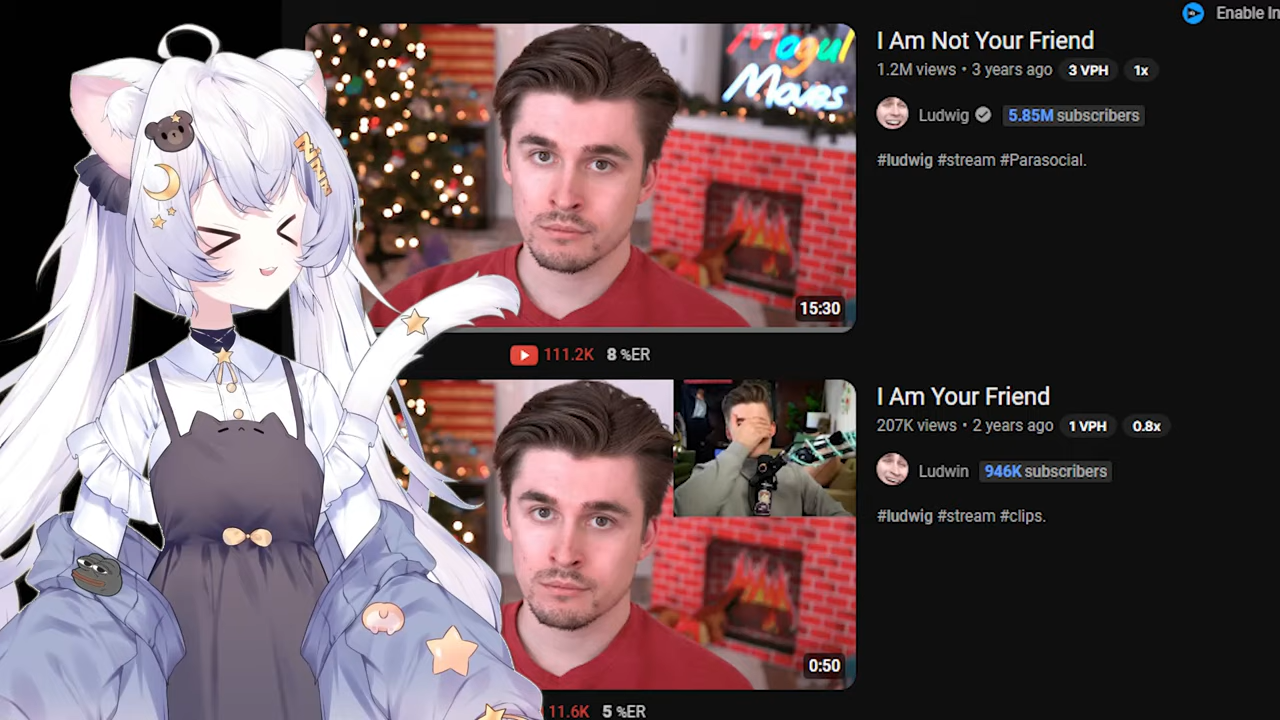 Enable In
Mogul
Moves
15:30
I Am Not Your Friend
1.2M views • 3 years ago 3 VPH 1x
Ludwig 5.85M subscribers
#ludwig #stream #Parasocial.
111.2K 8 %ER
0:50
I Am Your Friend
207K views • 2 years ago 1 VPH 0.8x
Ludwin 946K subscribers
#ludwig #stream #clips.
11.6K 5 %ER